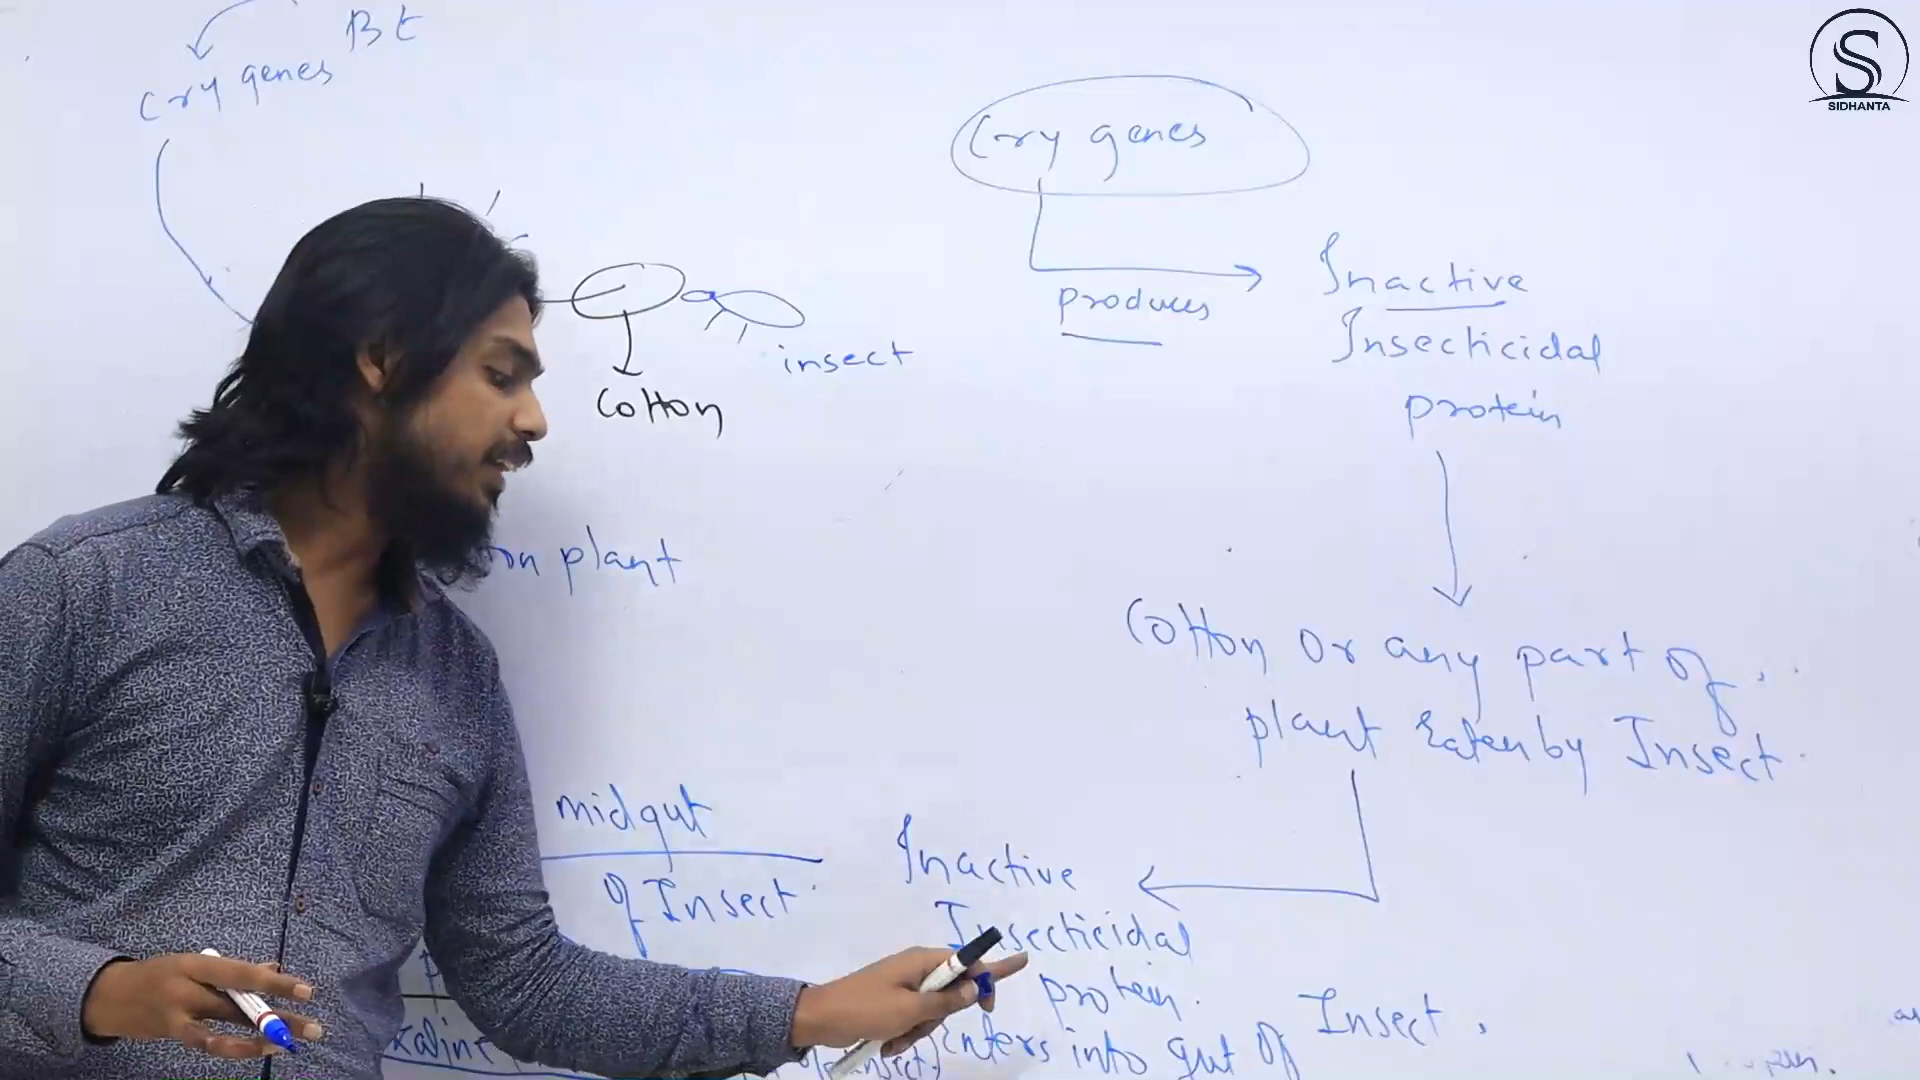 Bt
Cry genes
Cotton
insect
plant
midgut
of Insect
Cry genes
produces
Inactive
Insecticidal
protein
Cotton or any part of
plant Eaten by Insect
Inactive
Insecticidal
protein.
Enters into gut of Insect.
S
SIDHANTA